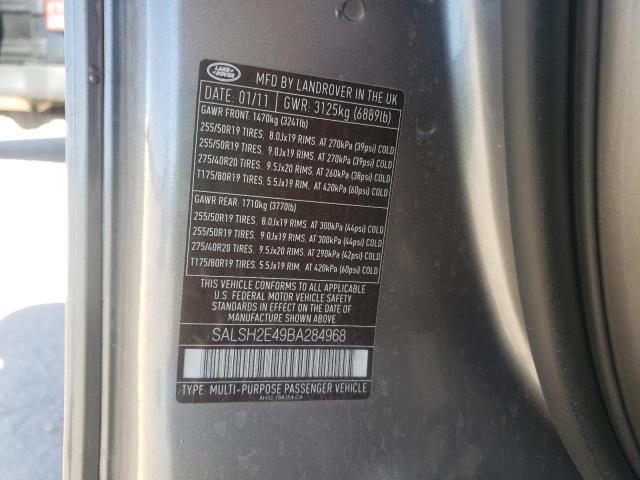 LAND
ROVER
MFD BY LANDROVER IN THE UK
DATE: 01/11 GWR: 3125kg (6889lb)
GAWR FRONT: 1470kg (3241lb)
255/50R19 TIRES, 8.0Jx19 RIMS, AT 270kPa (39psi) COLD
255/50R19 TIRES, 9.0Jx19 RIMS, AT 270kPa (39psi) COLD
275/40R20 TIRES, 9.5Jx20 RIMS, AT 260kPa (38psi) COLD
T175/80R19 TIRES, 5.5Jx19 RIM, AT 420kPa (60psi) COLD
GAWR REAR: 1710kg (3770lb)
255/50R19 TIRES, 8.0Jx19 RIMS, AT 300kPa (44psi) COLD
255/50R19 TIRES, 9.0Jx19 RIMS, AT 300kPa (44psi) COLD
275/40R20 TIRES, 9.5Jx20 RIMS, AT 290kPa (42psi) COLD
T175/80R19 TIRES, 5.5Jx19 RIM, AT 420kPa (60psi) COLD
THIS VEHICLE CONFORMS TO ALL APPLICABLE
U.S. FEDERAL MOTOR VEHICLE SAFETY
STANDARDS IN EFFECT ON THE DATE OF
MANUFACTURE SHOWN ABOVE.
SALSH2E49BA284968
TYPE: MULTI-PURPOSE PASSENGER VEHICLE